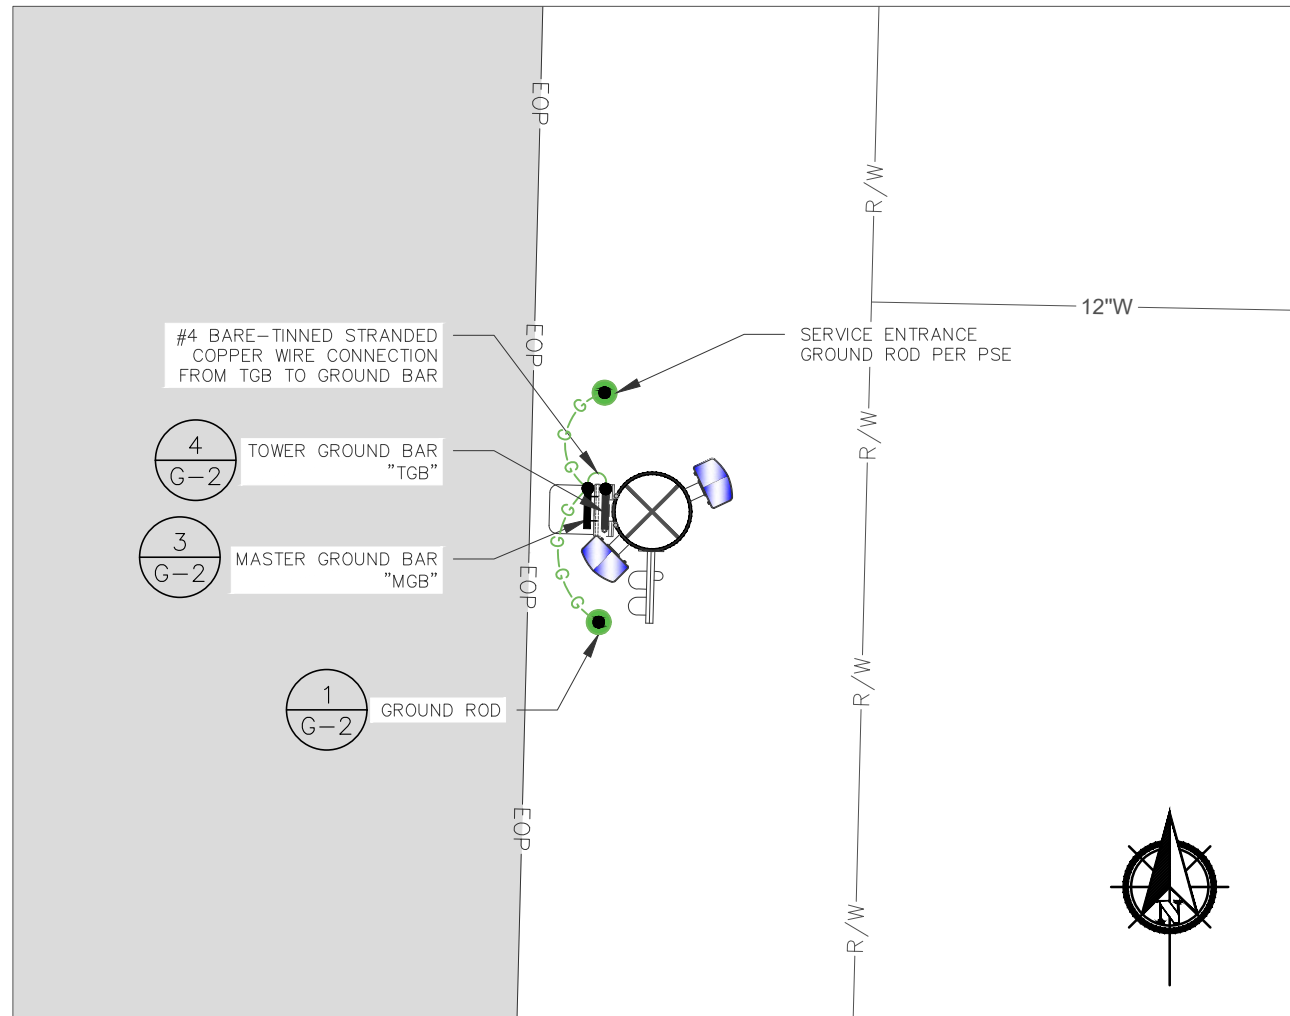 EOP
R/W
12"W
#4 BARE-TINNED STRANDED
COPPER WIRE CONNECTION
FROM TGB TO GROUND BAR
EOP
SERVICE ENTRANCE
GROUND ROD PER PSE
G
G
G
R/W
4
G-2
TOWER GROUND BAR
"TGB"
G
G
3
G-2
MASTER GROUND BAR
"MGB"
G
G
G
EOP
1
G-2
GROUND ROD
R/W
EOP
R/W
N